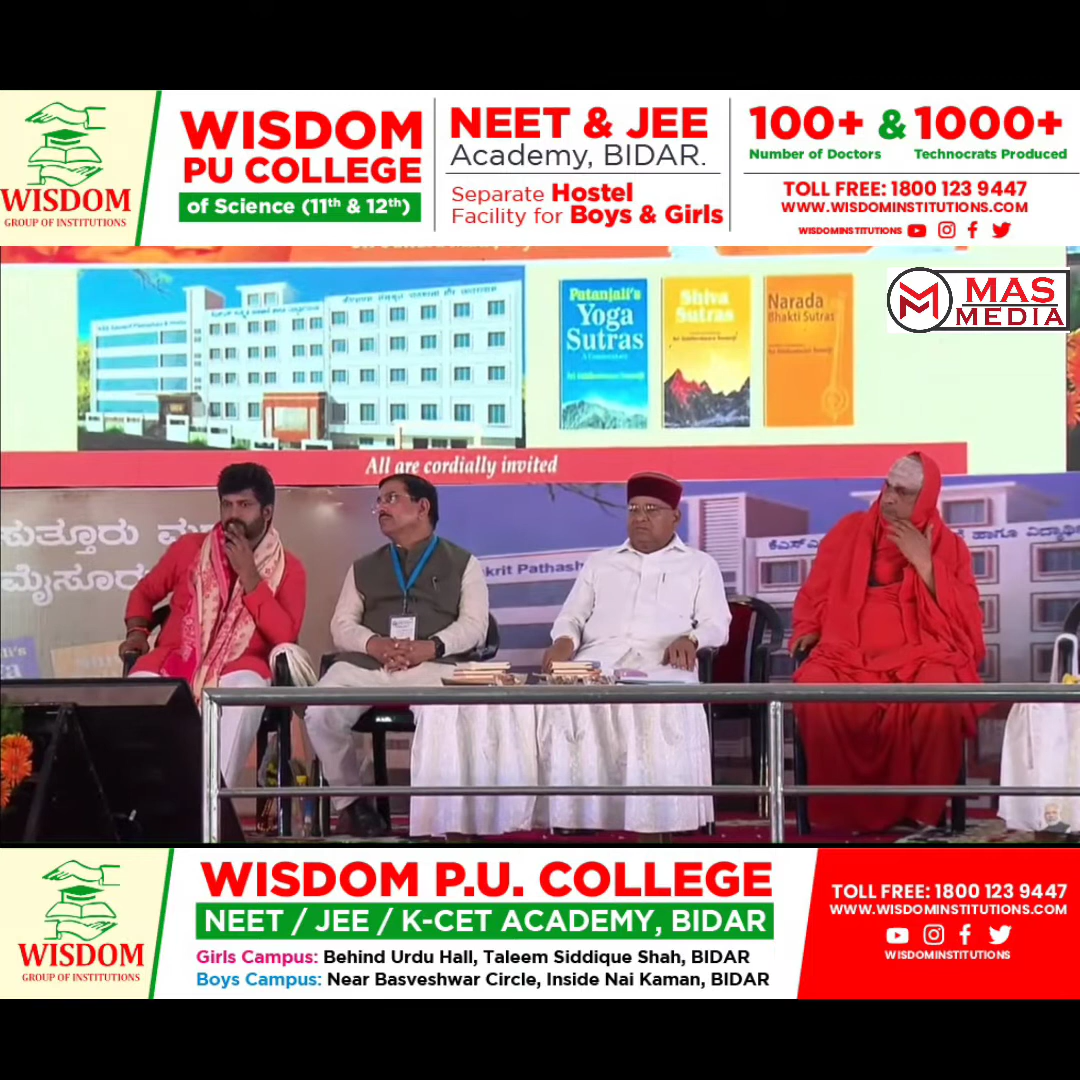 WISDOM
GROUP OF INSTITUTIONS
WISDOM
PU COLLEGE
of Science (11th & 12th)
NEET & JEE
Academy, BIDAR.
Separate Hostel
Facility for Boys & Girls
100+ & 1000+
Number of Doctors Technocrats Produced
TOLL FREE: 1800 123 9447
WWW.WISDOMINSTITUTIONS.COM
WISDOMINSTITUTIONS
MAS
MEDIA
Patanjali's
Yoga
Sutras
A Commentary
Shiva
Sutras
Narada
Bhakti Sutras
All are cordially invited
ಸುತ್ತೂರು
ಮೈಸೂರು
krit Pathash
ಹಾಗೂ
WISDOM
GROUP OF INSTITUTIONS
WISDOM P.U. COLLEGE
NEET / JEE / K-CET ACADEMY, BIDAR
Girls Campus: Behind Urdu Hall, Taleem Siddique Shah, BIDAR
Boys Campus: Near Basveshwar Circle, Inside Nai Kaman, BIDAR
TOLL FREE: 1800 123 9447
WWW.WISDOMINSTITUTIONS.COM
WISDOMINSTITUTIONS